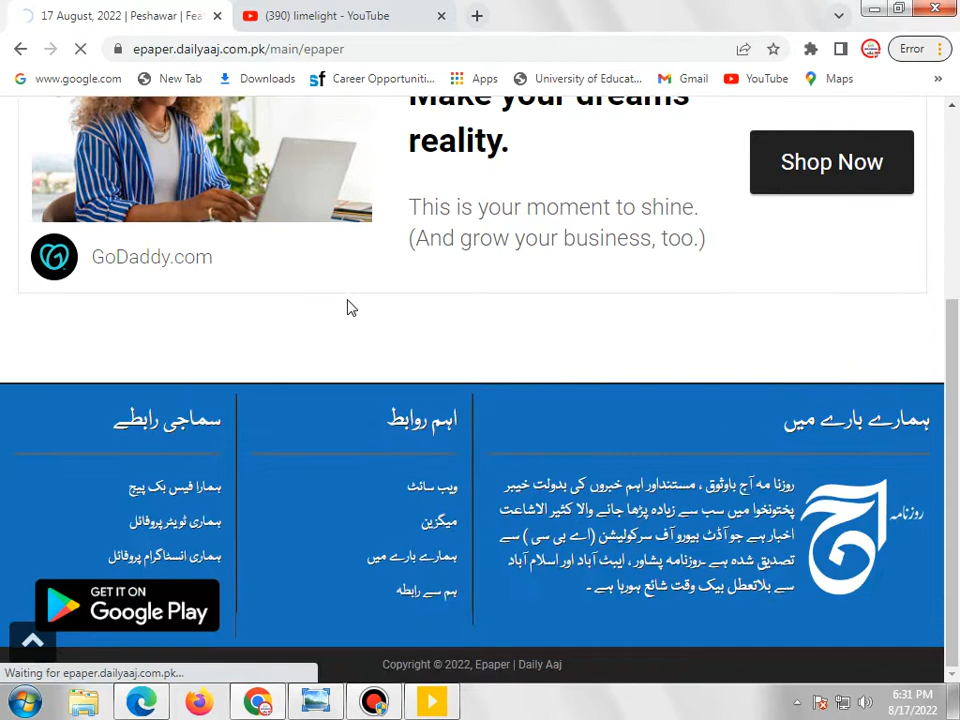 17 August, 2022 | Peshawar | Fea
(390) limelight - YouTube
epaper.dailyaaj.com.pk/main/epaper
Error
www.google.com
New Tab
Downloads
Career Opportuniti...
Apps
University of Educat...
Gmail
YouTube
Maps
»
Make your dreams
reality.
This is your moment to shine.
(And grow your business, too.)
Shop Now
GoDaddy.com
ہمارے بارے میں
روزنامہ
آج
روزنا مہ آج باوثوق ، مستنداور اہم خبروں کی بدولت خیبر
پختونخوا میں سب سے زیادہ پڑھا جانے والا کثیر الاشاعت
اخبار ہے جو آڈٹ بیورو آف سرکولیشن (اے بی سی ) سے
تصدیق شدہ ہے ۔روزنامہ پشاور ، ایبٹ آباد اور اسلام آباد
سے بلاتعطل بیک وقت شائع ہورہا ہے ۔
اہم روابط
ویب سائٹ
میگزین
ہمارے بارے میں
ہم سے رابطہ
سماجی رابطے
ہمارا فیس بک پیج
ہماری ٹویٹر پروفائل
ہماری انسٹاگرام پروفائل
GET IT ON
Google Play
Copyright © 2022, Epaper | Daily Aaj
Waiting for epaper.dailyaaj.com.pk...
6:31 PM
8/17/2022